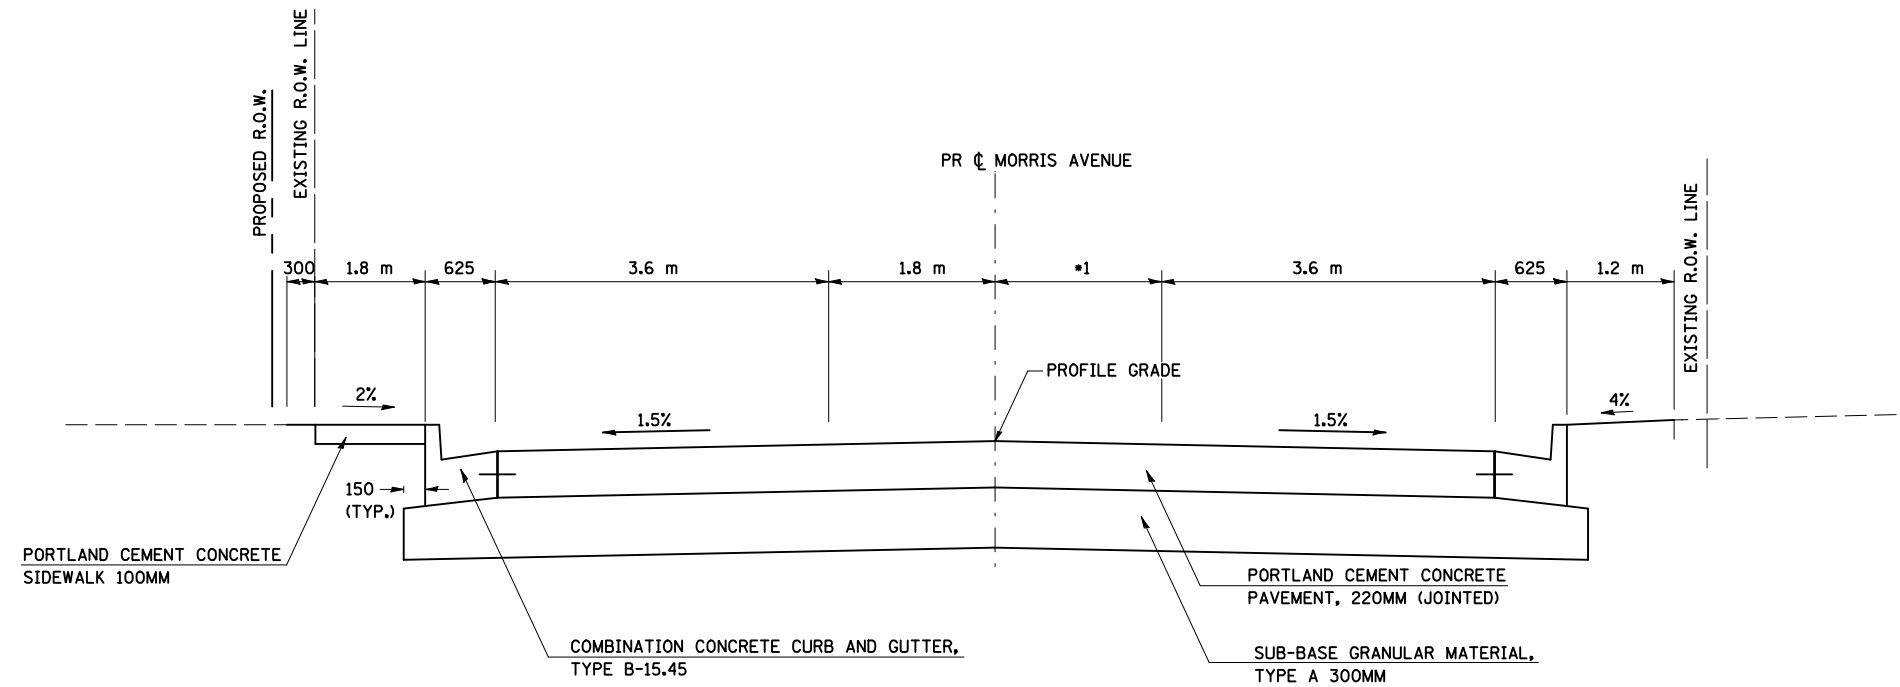 PROPOSED R.O.W.
EXISTING R.O.W. LINE
PR ℄ MORRIS AVENUE
EXISTING R.O.W. LINE
300
1.8 m
625
3.6 m
1.8 m
*1
3.6 m
625
1.2 m
PROFILE GRADE
2%
1.5%
1.5%
4%
150
(TYP.)
PORTLAND CEMENT CONCRETE
SIDEWALK 100MM
PORTLAND CEMENT CONCRETE
PAVEMENT, 220MM (JOINTED)
COMBINATION CONCRETE CURB AND GUTTER,
TYPE B-15.45
SUB-BASE GRANULAR MATERIAL,
TYPE A 300MM